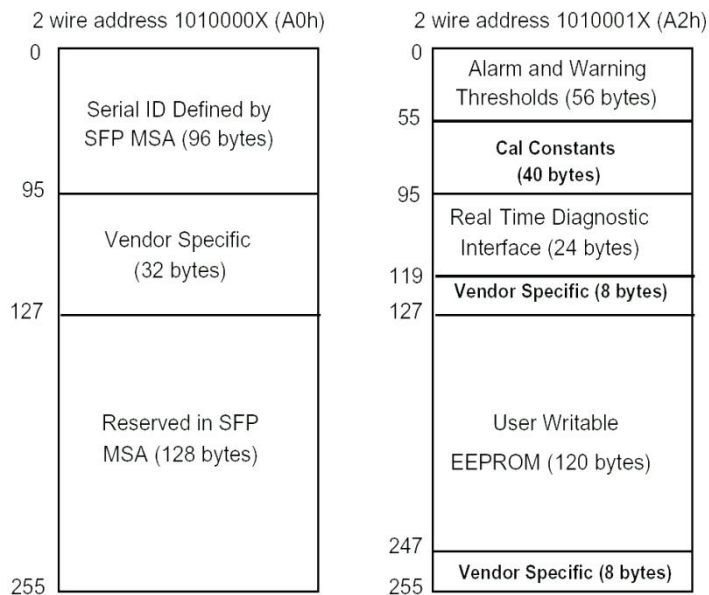 2 wire address 1010000X (A0h)
0
Serial ID Defined by
SFP MSA (96 bytes)
95
Vendor Specific
(32 bytes)
127
Reserved in SFP
MSA (128 bytes)
255
2 wire address 1010001X (A2h)
0
Alarm and Warning
Thresholds (56 bytes)
55
Cal Constants
(40 bytes)
95
Real Time Diagnostic
Interface (24 bytes)
119
Vendor Specific (8 bytes)
127
User Writable
EEPROM (120 bytes)
247
Vendor Specific (8 bytes)
255